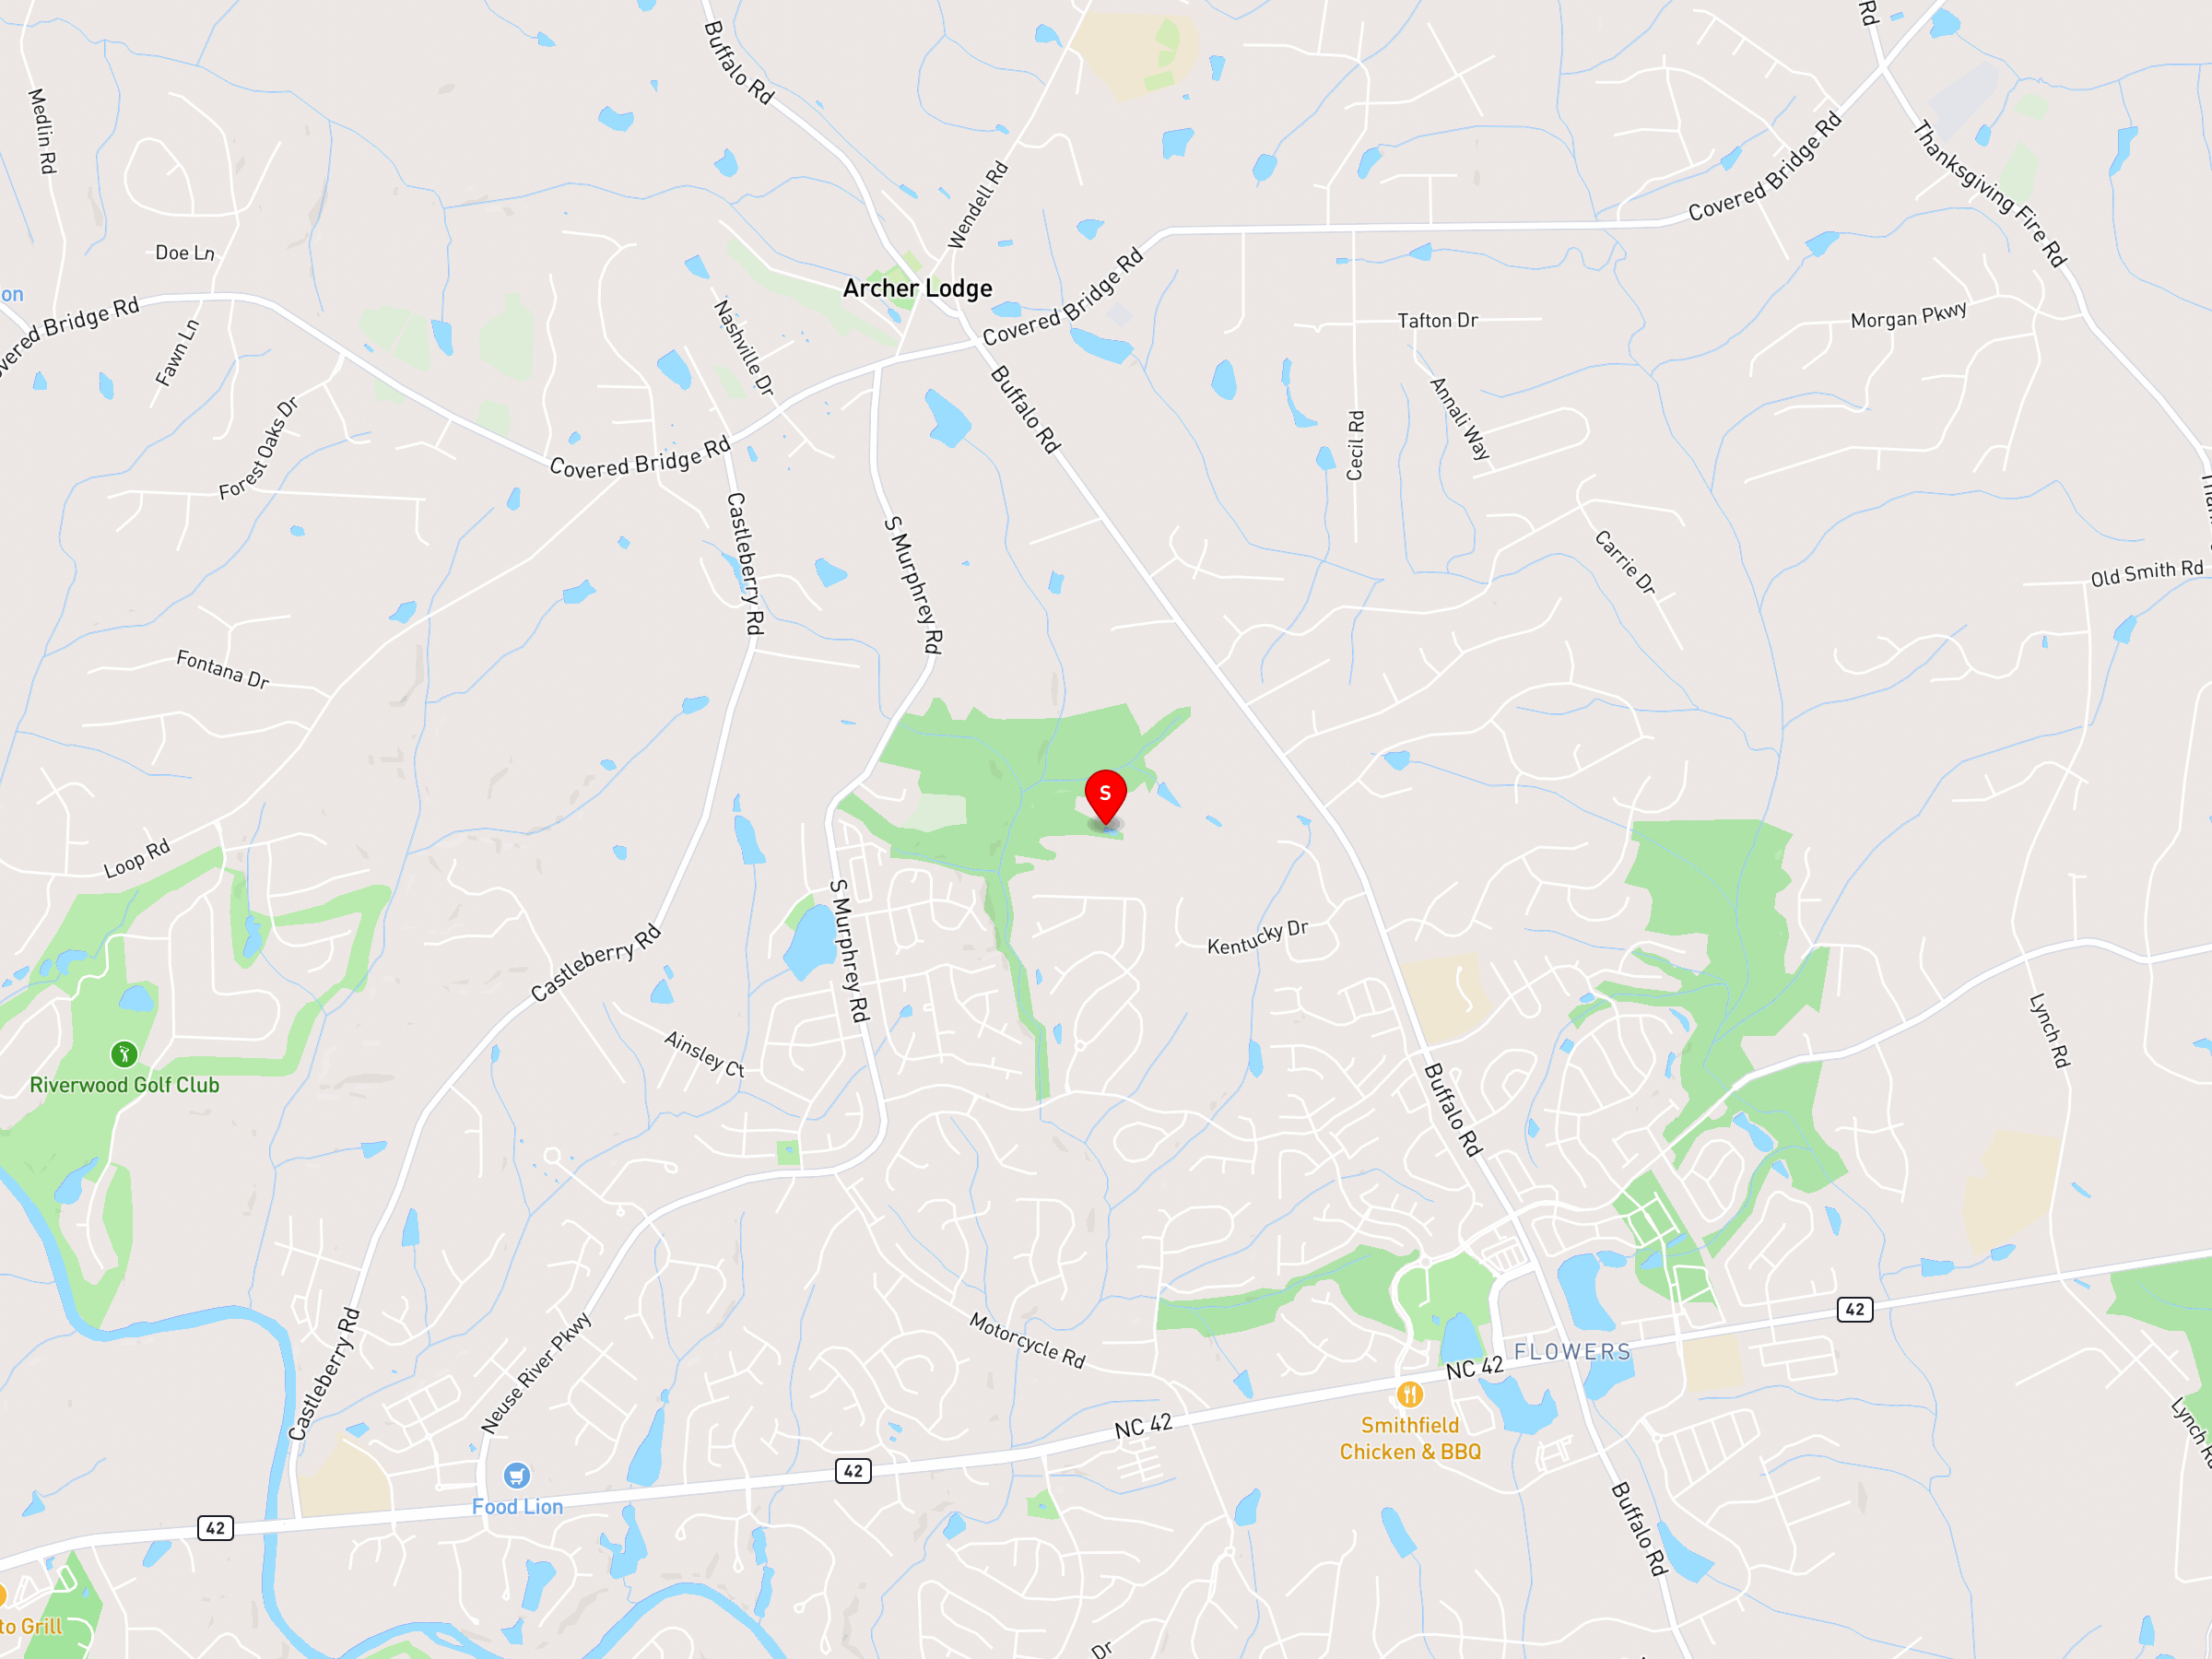 Buffalo Rd
Rd
Medlin Rd
Covered Bridge Rd
Thanksgiving Fire Rd
Wendell Rd
Doe Ln
on
Archer Lodge
Covered Bridge Rd
vered Bridge Rd
Fawn Ln
Nashville Dr
Tafton Dr
Morgan Pkwy
Buffalo Rd
Annali Way
Forest Oaks Dr
Covered Bridge Rd
Cecil Rd
Castleberry Rd
S Murphrey Rd
Carrie Dr
Old Smith Rd
Fontana Dr
S
Loop Rd
S Murphrey Rd
Kentucky Dr
Castleberry Rd
Ainsley Ct
Lynch Rd
Riverwood Golf Club
Buffalo Rd
42
Motorcycle Rd
Castleberry Rd
Neuse River Pkwy
FLOWERS
NC 42
Smithfield
Chicken & BBQ
NC 42
Lynch R
42
Food Lion
42
Buffalo Rd
to Grill
Dr